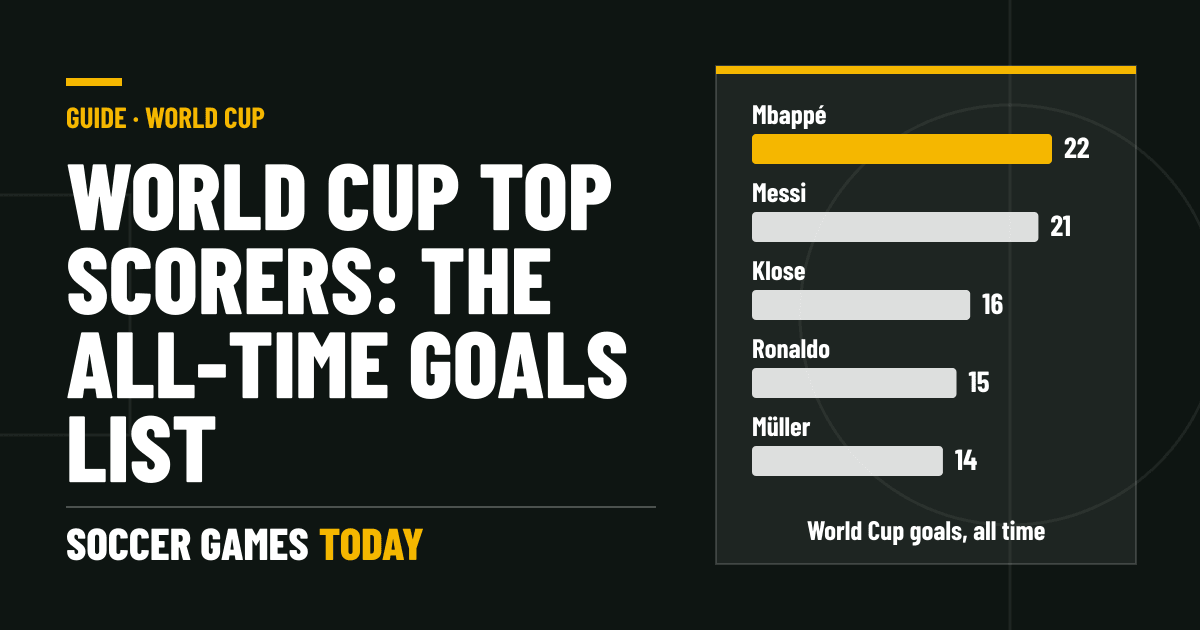 GUIDE · WORLD CUP
WORLD CUP TOP
SCORERS: THE
ALL-TIME GOALS
LIST
SOCCER GAMES TODAY
Mbappé
22
Messi
21
Klose
16
Ronaldo
15
Müller
14
World Cup goals, all time